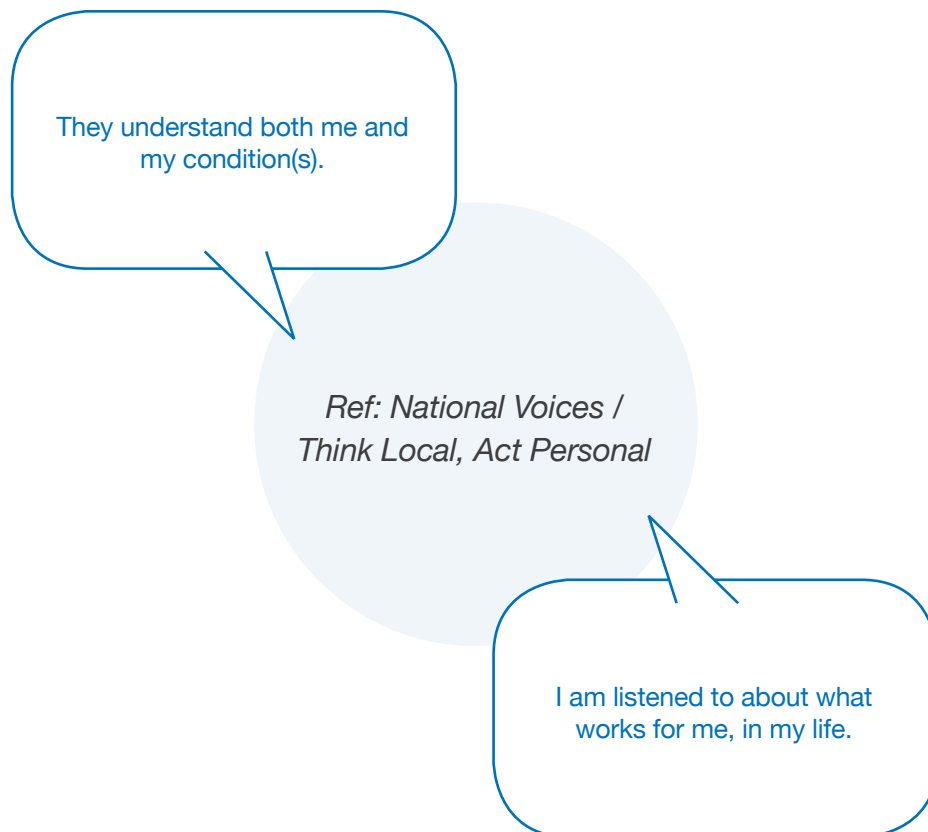 They understand both me and
my condition(s).
Ref: National Voices /
Think Local, Act Personal
I am listened to about what
works for me, in my life.